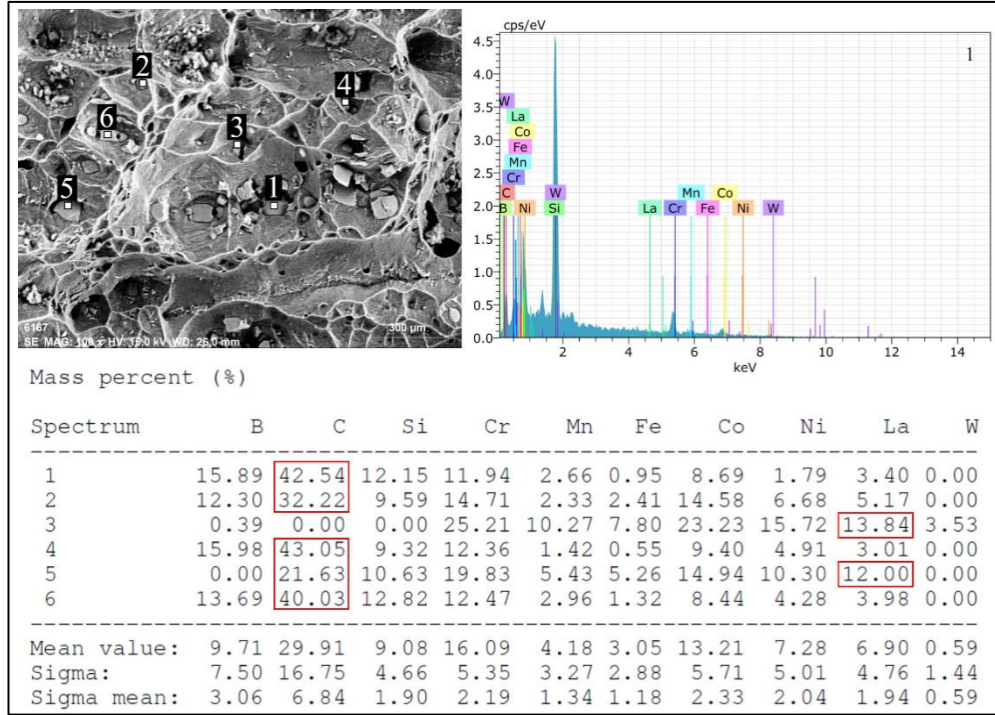 2
4
6
3
5
1
6167
300 µm
SE MAG: 100 x HV: 15.0 kV WD: 25.0 mm
cps/eV
1
4.5
4.0
3.5
3.0
2.5
2.0
1.5
1.0
0.5
0.0
W
La
Co
Fe
Mn
Cr
C W Mn Co
B Ni Si La Cr Fe Ni W
2 4 6 8 10 12 14
keV
Mass percent (%)
Spectrum B C Si Cr Mn Fe Co Ni La W
1 15.89 42.54 12.15 11.94 2.66 0.95 8.69 1.79 3.40 0.00
2 12.30 32.22 9.59 14.71 2.33 2.41 14.58 6.68 5.17 0.00
3 0.39 0.00 0.00 25.21 10.27 7.80 23.23 15.72 13.84 3.53
4 15.98 43.05 9.32 12.36 1.42 0.55 9.40 4.91 3.01 0.00
5 0.00 21.63 10.63 19.83 5.43 5.26 14.94 10.30 12.00 0.00
6 13.69 40.03 12.82 12.47 2.96 1.32 8.44 4.28 3.98 0.00
Mean value: 9.71 29.91 9.08 16.09 4.18 3.05 13.21 7.28 6.90 0.59
Sigma: 7.50 16.75 4.66 5.35 3.27 2.88 5.71 5.01 4.76 1.44
Sigma mean: 3.06 6.84 1.90 2.19 1.34 1.18 2.33 2.04 1.94 0.59